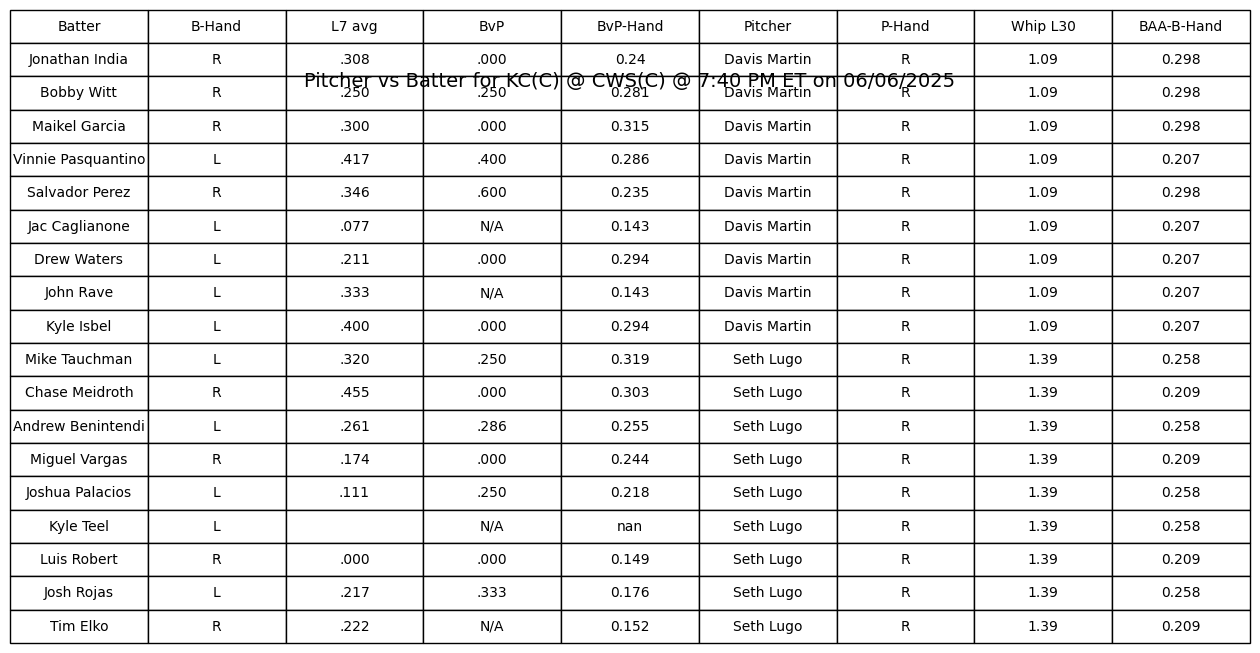 Batter B-Hand L7 avg BvP BvP-Hand Pitcher P-Hand Whip L30 BAA-B-Hand
Jonathan India R .308 .000 0.24 Davis Martin R 1.09 0.298
Pitcher vs Batter for KC(C) @ CWS(C) @ 7:40 PM ET on 06/06/2025
Bobby Witt R .250 .250 0.281 Davis Martin R 1.09 0.298
Maikel Garcia R .300 .000 0.315 Davis Martin R 1.09 0.298
Vinnie Pasquantino L .417 .400 0.286 Davis Martin R 1.09 0.207
Salvador Perez R .346 .600 0.235 Davis Martin R 1.09 0.298
Jac Caglianone L .077 N/A 0.143 Davis Martin R 1.09 0.207
Drew Waters L .211 .000 0.294 Davis Martin R 1.09 0.207
John Rave L .333 N/A 0.143 Davis Martin R 1.09 0.207
Kyle Isbel L .400 .000 0.294 Davis Martin R 1.09 0.207
Mike Tauchman L .320 .250 0.319 Seth Lugo R 1.39 0.258
Chase Meidroth R .455 .000 0.303 Seth Lugo R 1.39 0.209
Andrew Benintendi L .261 .286 0.255 Seth Lugo R 1.39 0.258
Miguel Vargas R .174 .000 0.244 Seth Lugo R 1.39 0.209
Joshua Palacios L .111 .250 0.218 Seth Lugo R 1.39 0.258
Kyle Teel L N/A nan Seth Lugo R 1.39 0.258
Luis Robert R .000 .000 0.149 Seth Lugo R 1.39 0.209
Josh Rojas L .217 .333 0.176 Seth Lugo R 1.39 0.258
Tim Elko R .222 N/A 0.152 Seth Lugo R 1.39 0.209